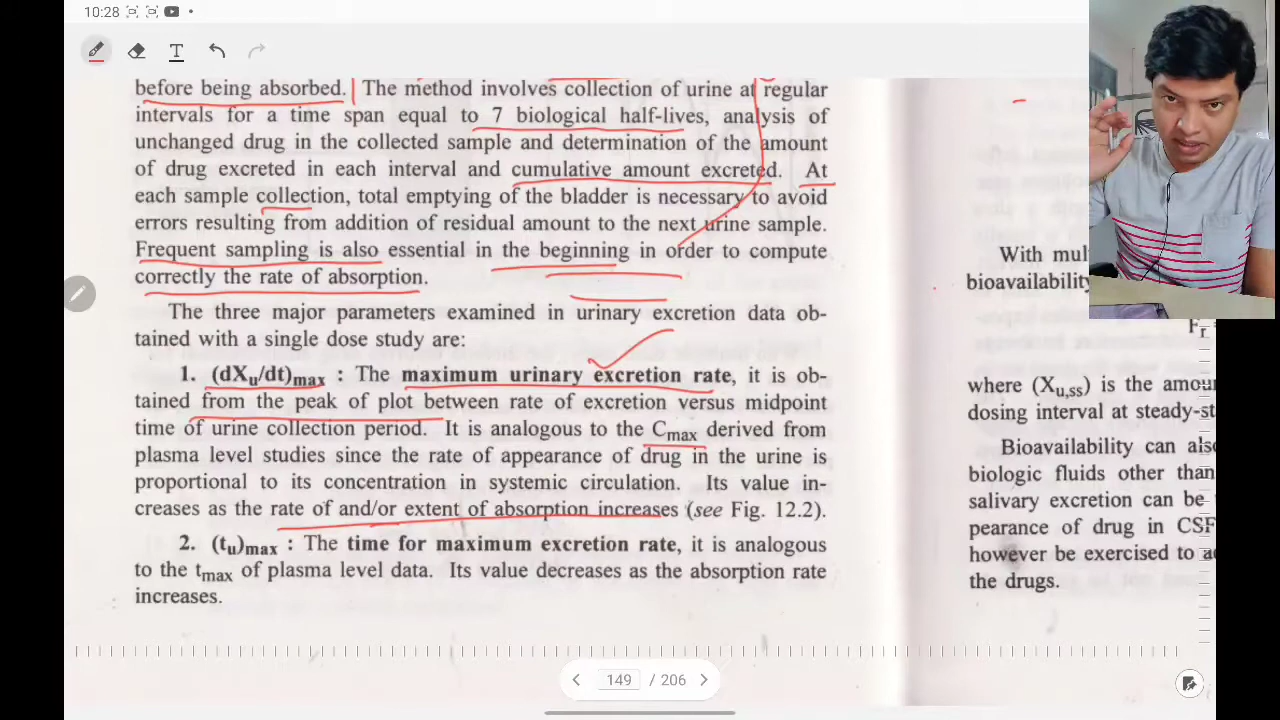 10:28
T
before being absorbed. The method involves collection of urine at regular
intervals for a time span equal to 7 biological half-lives, analysis of
unchanged drug in the collected sample and determination of the amount
of drug excreted in each interval and cumulative amount excreted. At
each sample collection, total emptying of the bladder is necessary to avoid
errors resulting from addition of residual amount to the next urine sample.
Frequent sampling is also essential in the beginning in order to compute
correctly the rate of absorption.
The three major parameters examined in urinary excretion data ob-
tained with a single dose study are:
1. (dXu/dt)max : The maximum urinary excretion rate, it is ob-
tained from the peak of plot between rate of excretion versus midpoint
time of urine collection period. It is analogous to the Cmax derived from
plasma level studies since the rate of appearance of drug in the urine is
proportional to its concentration in systemic circulation. Its value in-
creases as the rate of and/or extent of absorption increases (see Fig. 12.2).
2. (tu)max : The time for maximum excretion rate, it is analogous
to the tmax of plasma level data. Its value decreases as the absorption rate
increases.
With mul
bioavailability
Fr
where (Xu,ss) is the amou
dosing interval at steady-st
Bioavailability can als
biologic fluids other than
salivary excretion can be
pearance of drug in CSF
however be exercised to a
the drugs.
149 / 206